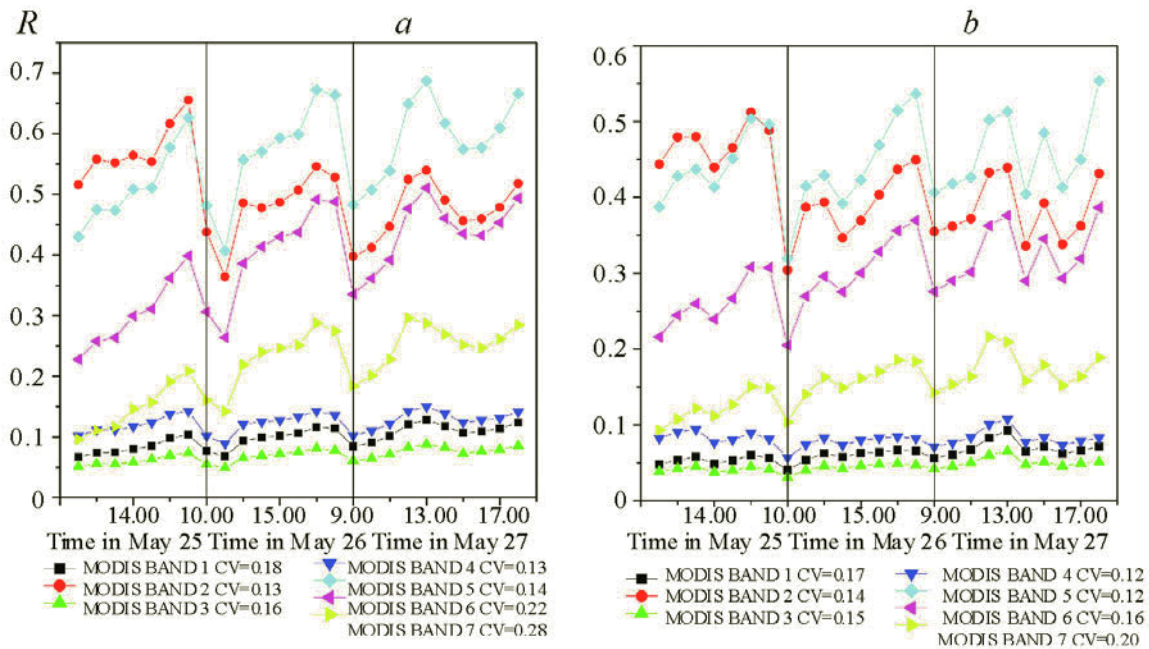 R
a
0.7
0.6
0.5
0.4
0.3
0.2
0.1
0
14.00 10.00 15.00 9.00 13.00 17.00
Time in May 25 Time in May 26 Time in May 27
MODIS BAND 1 CV=0.18
MODIS BAND 2 CV=0.13
MODIS BAND 3 CV=0.16
MODIS BAND 4 CV=0.13
MODIS BAND 5 CV=0.14
MODIS BAND 6 CV=0.22
MODIS BAND 7 CV=0.28
b
0.6
0.5
0.4
0.3
0.2
0.1
0
14.00 10.00 15.00 9.00 13.00 17.00
Time in May 25 Time in May 26 Time in May 27
MODIS BAND 1 CV=0.17
MODIS BAND 2 CV=0.14
MODIS BAND 3 CV=0.15
MODIS BAND 4 CV=0.12
MODIS BAND 5 CV=0.12
MODIS BAND 6 CV=0.16
MODIS BAND 7 CV=0.20